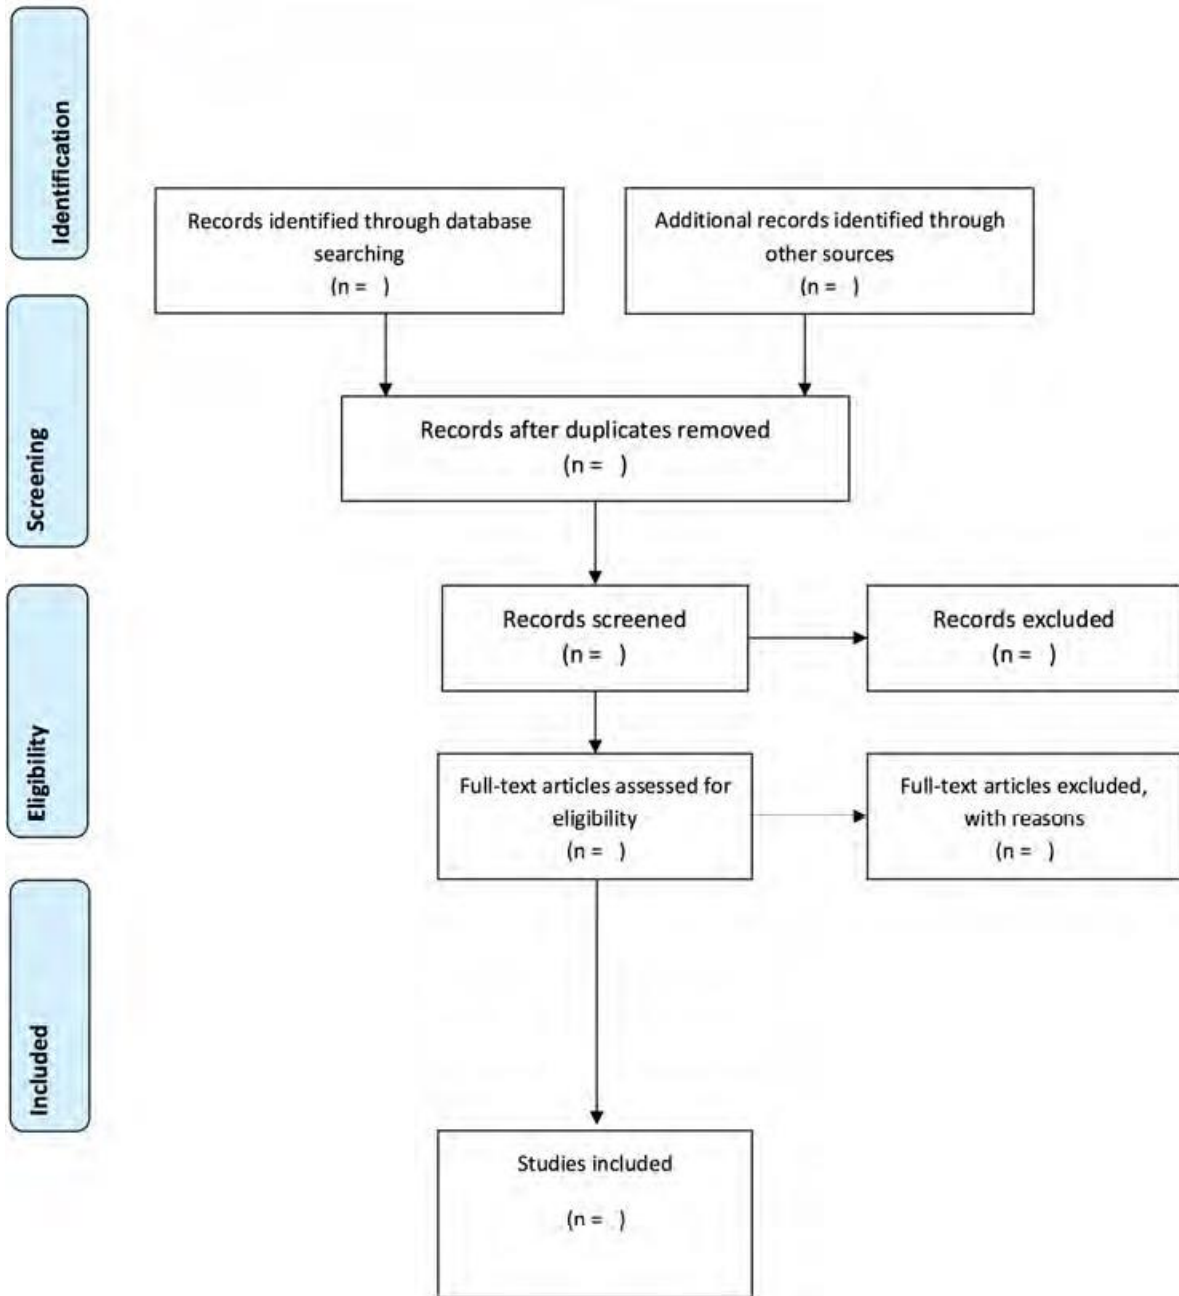 Identification
Records identified through database
searching
(n = )
Additional records identified through
other sources
(n = )
Screening
Records after duplicates removed
(n = )
Eligibility
Records screened
(n = )
Records excluded
(n = )
Full-text articles assessed for
eligibility
(n = )
Full-text articles excluded,
with reasons
(n = )
Included
Studies included
(n = )